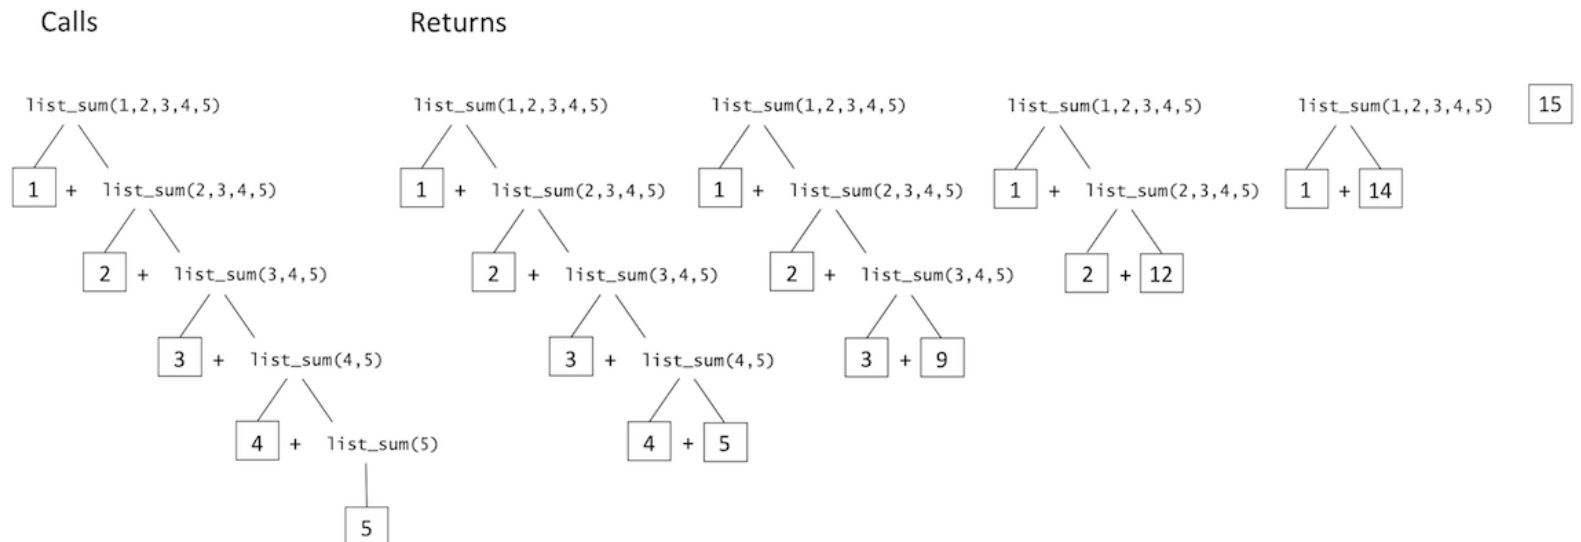 Calls Returns
list_sum(1,2,3,4,5) list_sum(1,2,3,4,5) list_sum(1,2,3,4,5) list_sum(1,2,3,4,5) list_sum(1,2,3,4,5) 15
1 + list_sum(2,3,4,5) 1 + list_sum(2,3,4,5) 1 + list_sum(2,3,4,5) 1 + list_sum(2,3,4,5) 1 + 14
2 + list_sum(3,4,5) 2 + list_sum(3,4,5) 2 + list_sum(3,4,5) 2 + 12
3 + list_sum(4,5) 3 + list_sum(4,5) 3 + 9
4 + list_sum(5) 4 + 5
5